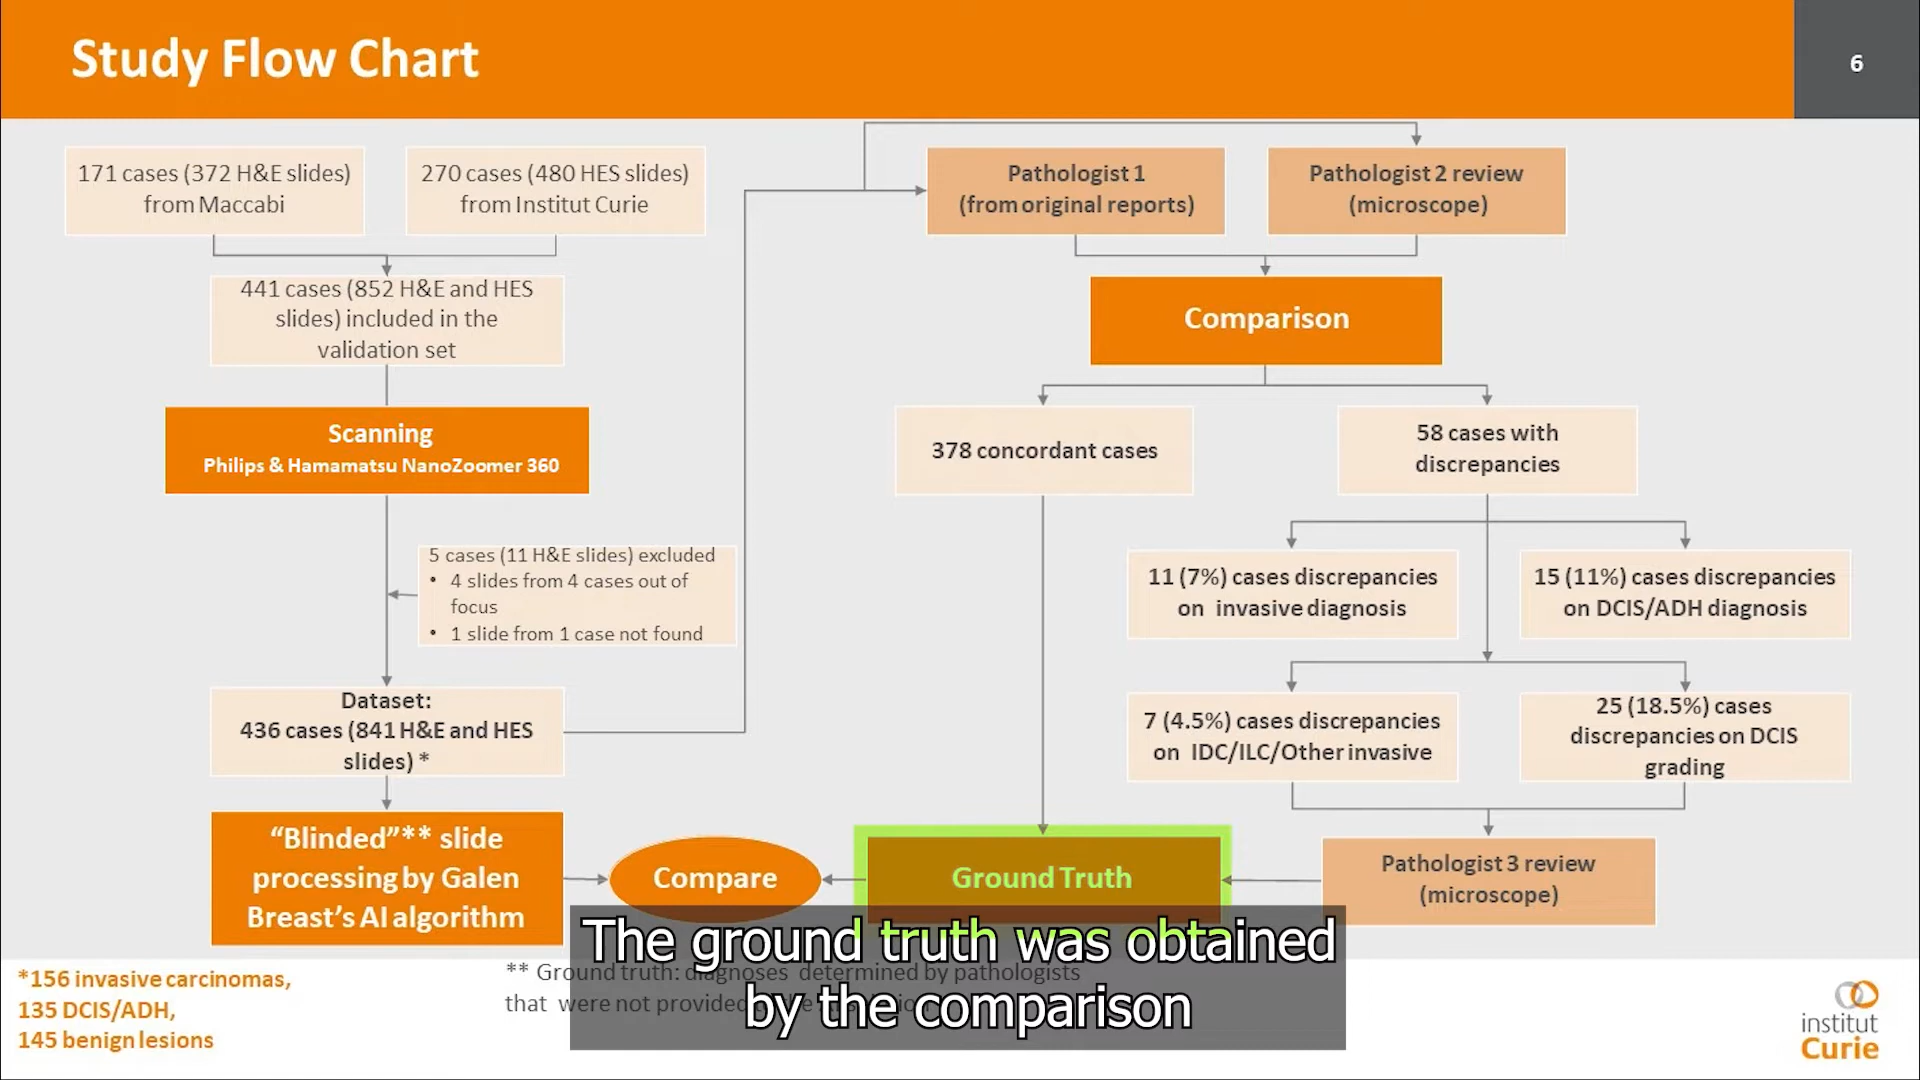 Study Flow Chart
6
171 cases (372 H&E slides)
from Maccabi
270 cases (480 HES slides)
from Institut Curie
441 cases (852 H&E and HES
slides) included in the
validation set
Scanning
Philips & Hamamatsu NanoZoomer 360
5 cases (11 H&E slides) excluded
• 4 slides from 4 cases out of
focus
• 1 slide from 1 case not found
Dataset:
436 cases (841 H&E and HES
slides) *
“Blinded”** slide
processing by Galen
Breast’s AI algorithm
Compare
Pathologist 1
(from original reports)
Pathologist 2 review
(microscope)
Comparison
378 concordant cases
58 cases with
discrepancies
11 (7%) cases discrepancies
on invasive diagnosis
15 (11%) cases discrepancies
on DCIS/ADH diagnosis
7 (4.5%) cases discrepancies
on IDC/ILC/Other invasive
25 (18.5%) cases
discrepancies on DCIS
grading
Ground Truth
Pathologist 3 review
(microscope)
*156 invasive carcinomas,
135 DCIS/ADH,
145 benign lesions
** Ground truth: diagnoses determined by pathologists
that were not provided
The ground truth was obtained
by the comparison
institut
Curie